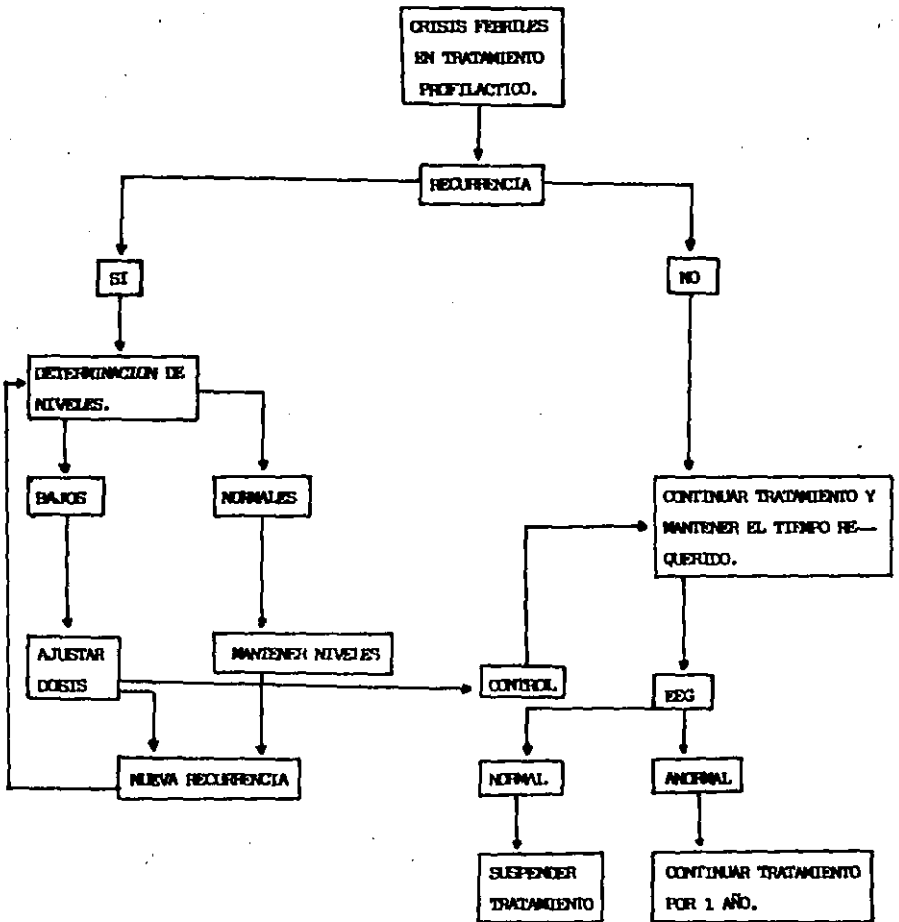 CRISIS FEBRILES
EN TRATAMIENTO
PROFILACTICO.
RECURRENCIA
SI
NO
DETERMINACION DE
NIVELES.
BAJOS
NORMALES
CONTINUAR TRATAMIENTO Y
MANTENER EL TIEMPO RE—
QUERIDO.
AJUSTAR
DOSIS
MANTENER NIVELES
CONTROL
EEG
NUEVA RECURRENCIA
NORMAL
ANORMAL
SUSPENDER
TRATAMIENTO
CONTINUAR TRATAMIENTO
POR 1 AÑO.